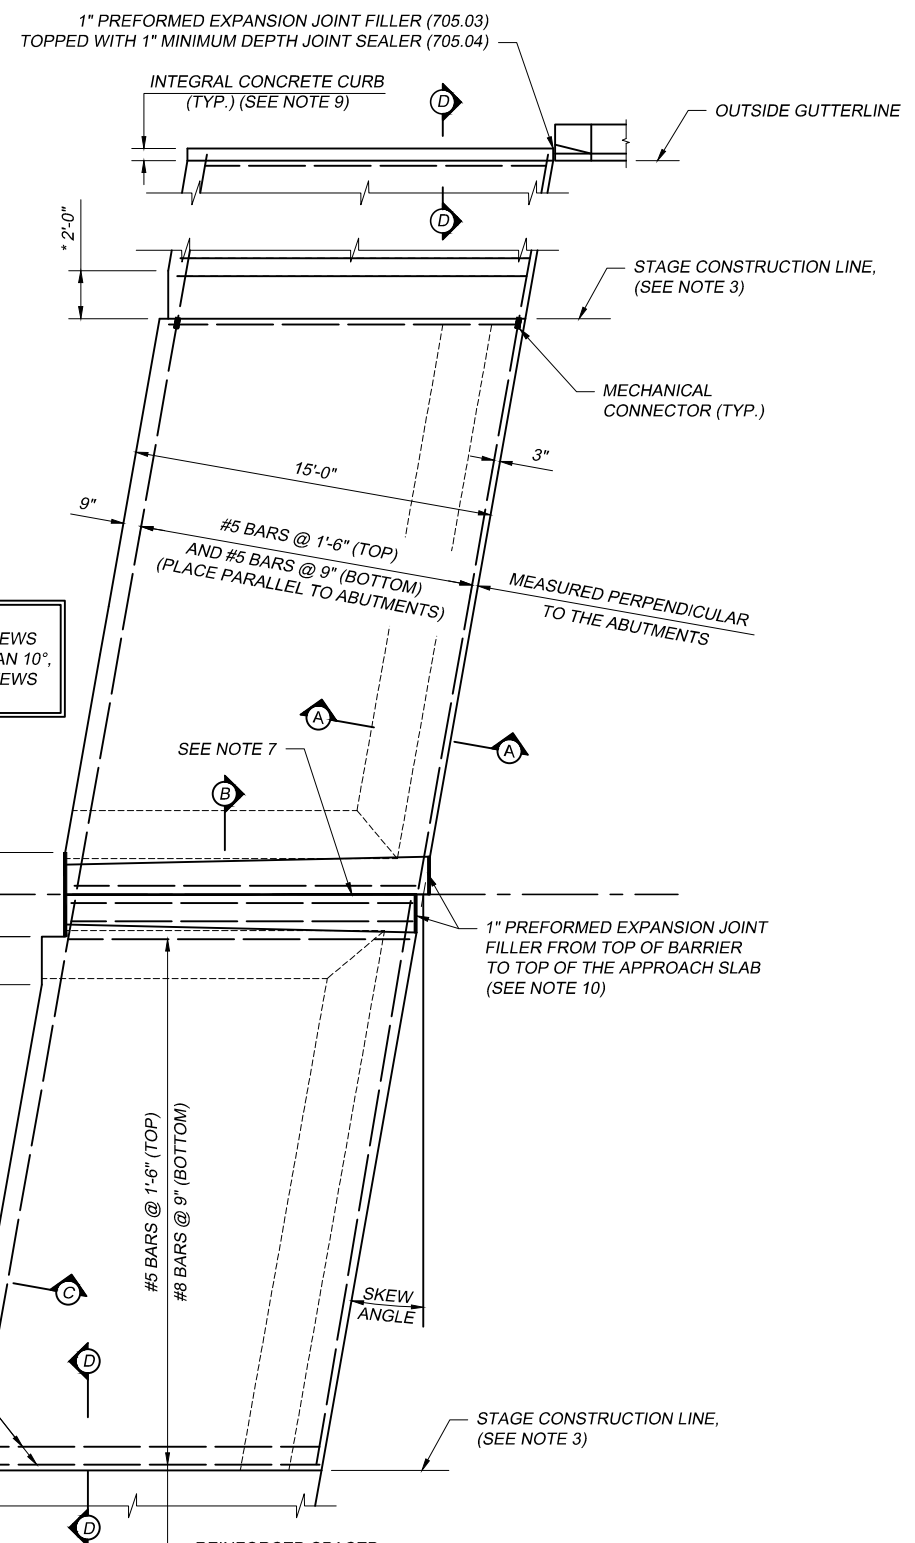 1" PREFORMED EXPANSION JOINT FILLER (705.03)
TOPPED WITH 1" MINIMUM DEPTH JOINT SEALER (705.04)
INTEGRAL CONCRETE CURB
(TYP.) (SEE NOTE 9)
D
OUTSIDE GUTTERLINE
D
* 2'-0"
STAGE CONSTRUCTION LINE,
(SEE NOTE 3)
MECHANICAL
CONNECTOR (TYP.)
15'-0"
3"
9"
#5 BARS @ 1'-6" (TOP)
AND #5 BARS @ 9" (BOTTOM)
(PLACE PARALLEL TO ABUTMENTS)
MEASURED PERPENDICULAR
TO THE ABUTMENTS
EWS
AN 10°,
EWS
A
A
SEE NOTE 7
B
1" PREFORMED EXPANSION JOINT
FILLER FROM TOP OF BARRIER
TO TOP OF THE APPROACH SLAB
(SEE NOTE 10)
#5 BARS @ 1'-6" (TOP)
#8 BARS @ 9" (BOTTOM)
C
SKEW
ANGLE
D
STAGE CONSTRUCTION LINE,
(SEE NOTE 3)
D